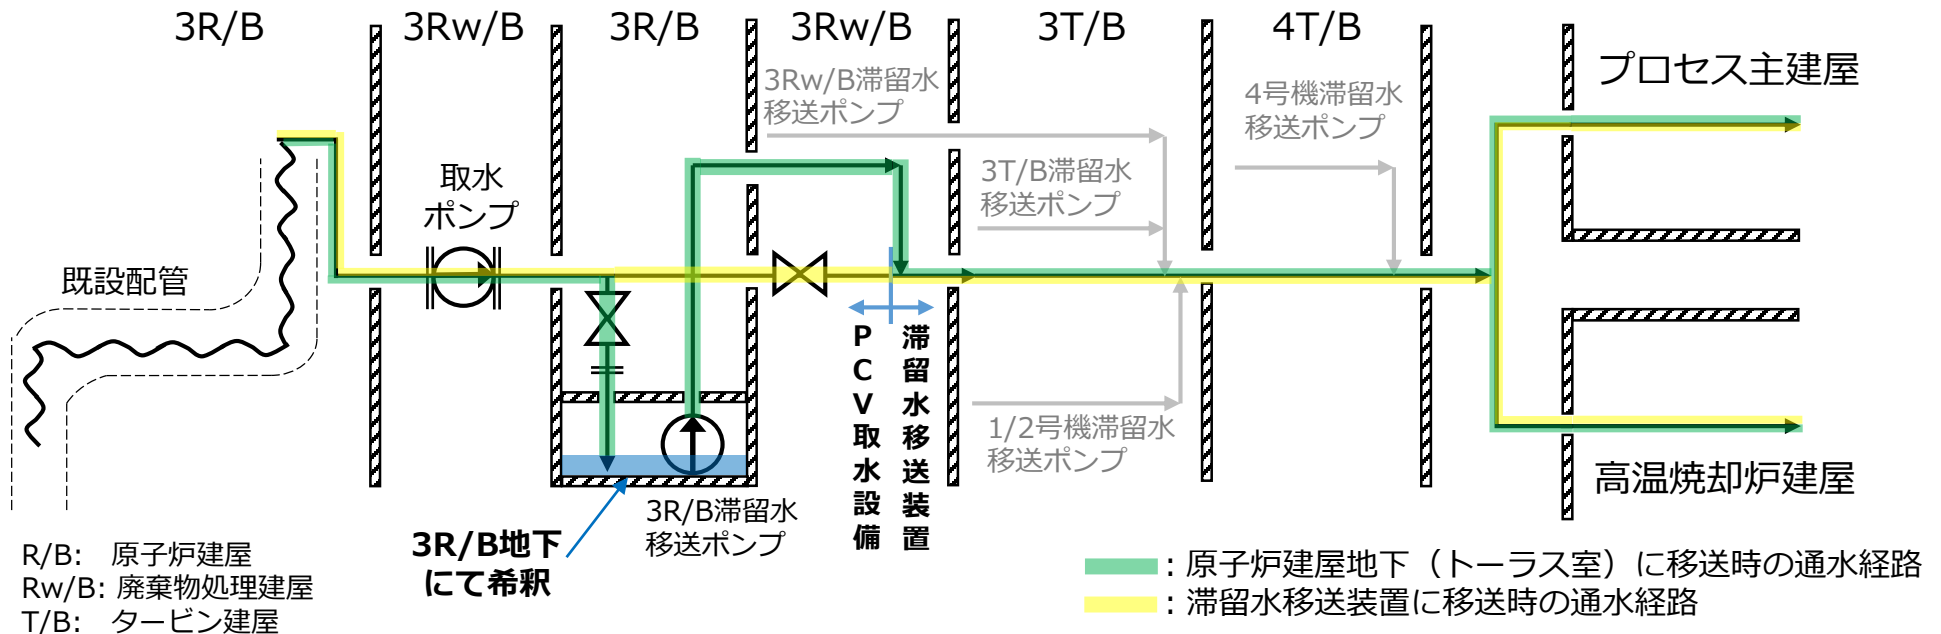 3R/B
3Rw/B
3R/B
3Rw/B
3T/B
4T/B
3Rw/B滞留水
移送ポンプ
4号機滞留水
移送ポンプ
プロセス主建屋
取水
ポンプ
3T/B滞留水
移送ポンプ
既設配管
PCV取水設備
滞留水移送装置
1/2号機滞留水
移送ポンプ
高温焼却炉建屋
3R/B滞留水
移送ポンプ
3R/B地下
にて希釈
R/B: 原子炉建屋
Rw/B: 廃棄物処理建屋
T/B: タービン建屋
：原子炉建屋地下（トーラス室）に移送時の通水経路
：滞留水移送装置に移送時の通水経路